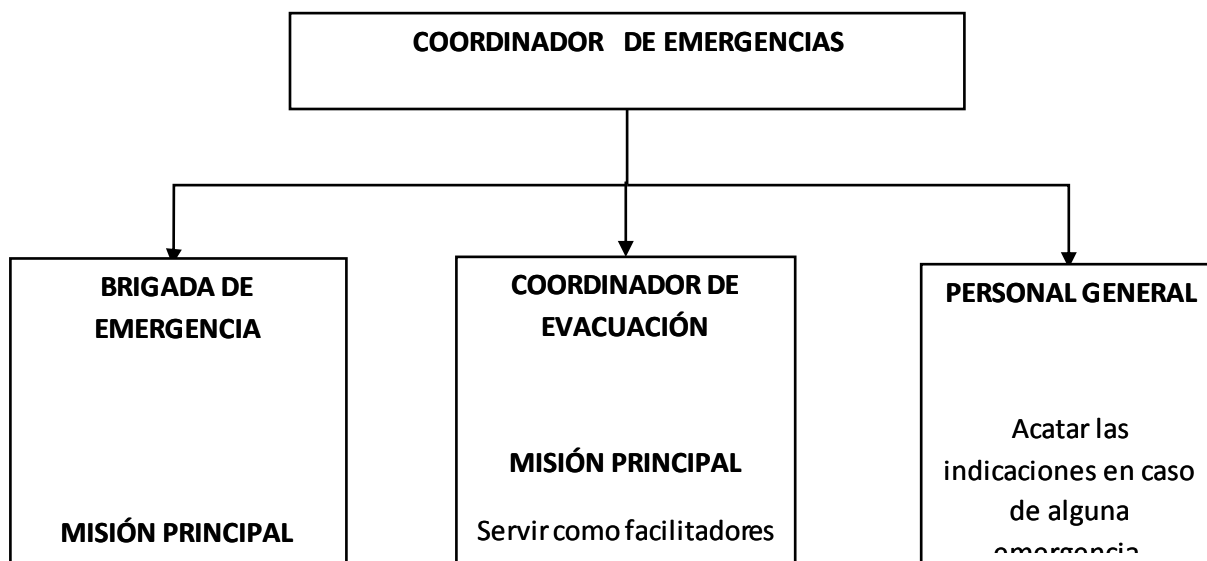 COORDINADOR DE EMERGENCIAS
BRIGADA DE
EMERGENCIA
MISIÓN PRINCIPAL
COORDINADOR DE
EVACUACIÓN
MISIÓN PRINCIPAL
Servir como facilitadores
PERSONAL GENERAL
Acatar las
indicaciones en caso
de alguna
emergencia